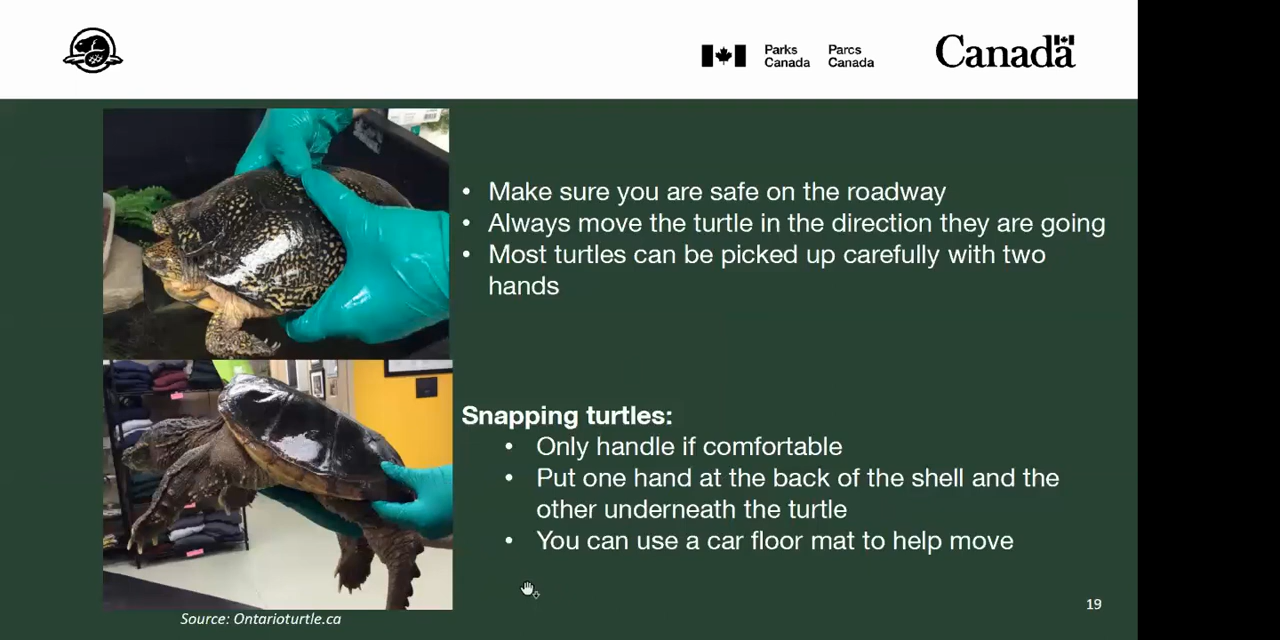 Parks
Canada
Parcs
Canada
Canada
• Make sure you are safe on the roadway
• Always move the turtle in the direction they are going
• Most turtles can be picked up carefully with two
hands
Snapping turtles:
• Only handle if comfortable
• Put one hand at the back of the shell and the
other underneath the turtle
• You can use a car floor mat to help move
Source: Ontarioturtle.ca
19